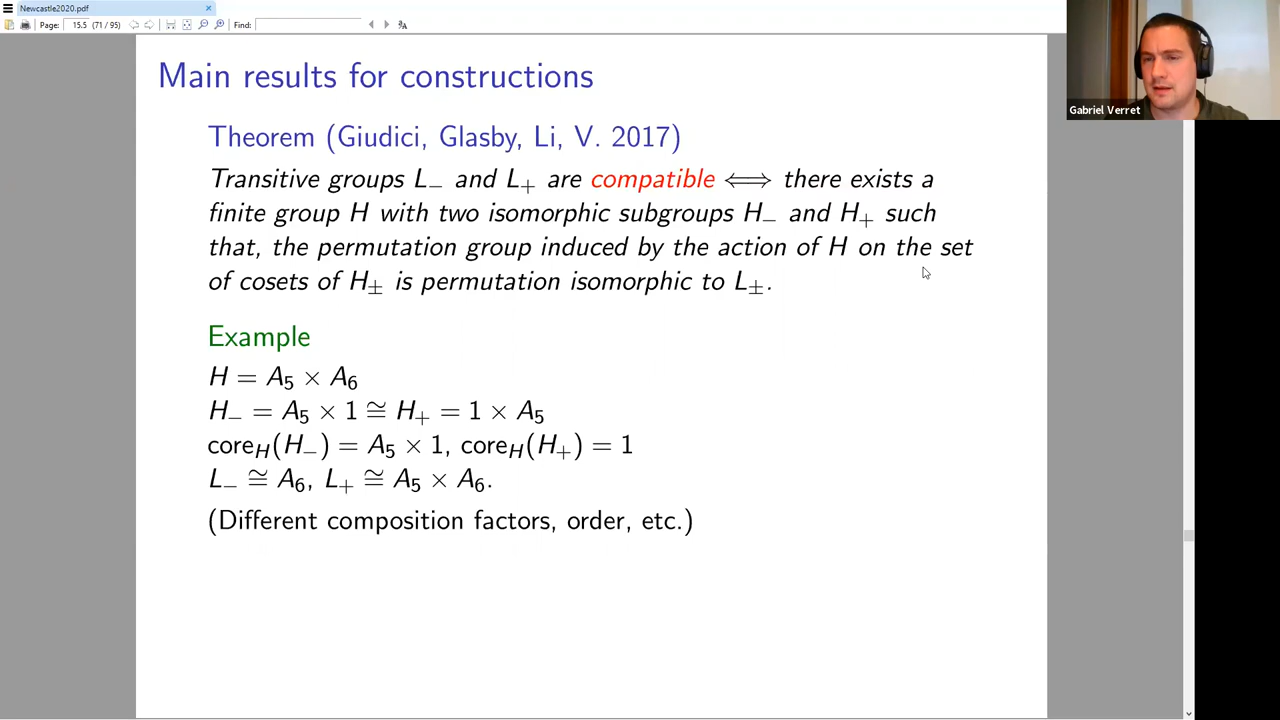 Newcastle2020.pdf
Page: 15.5 (71 / 95) Find:
Gabriel Verret
Main results for constructions
Theorem (Giudici, Glasby, Li, V. 2017)
Transitive groups L₋ and L₊ are compatible ⟺ there exists a
finite group H with two isomorphic subgroups H₋ and H₊ such
that, the permutation group induced by the action of H on the set
of cosets of H± is permutation isomorphic to L±.
Example
H = A₅ × A₆
H₋ = A₅ × 1 ≅ H₊ = 1 × A₅
core_H(H₋) = A₅ × 1, core_H(H₊) = 1
L₋ ≅ A₆, L₊ ≅ A₅ × A₆.
(Different composition factors, order, etc.)